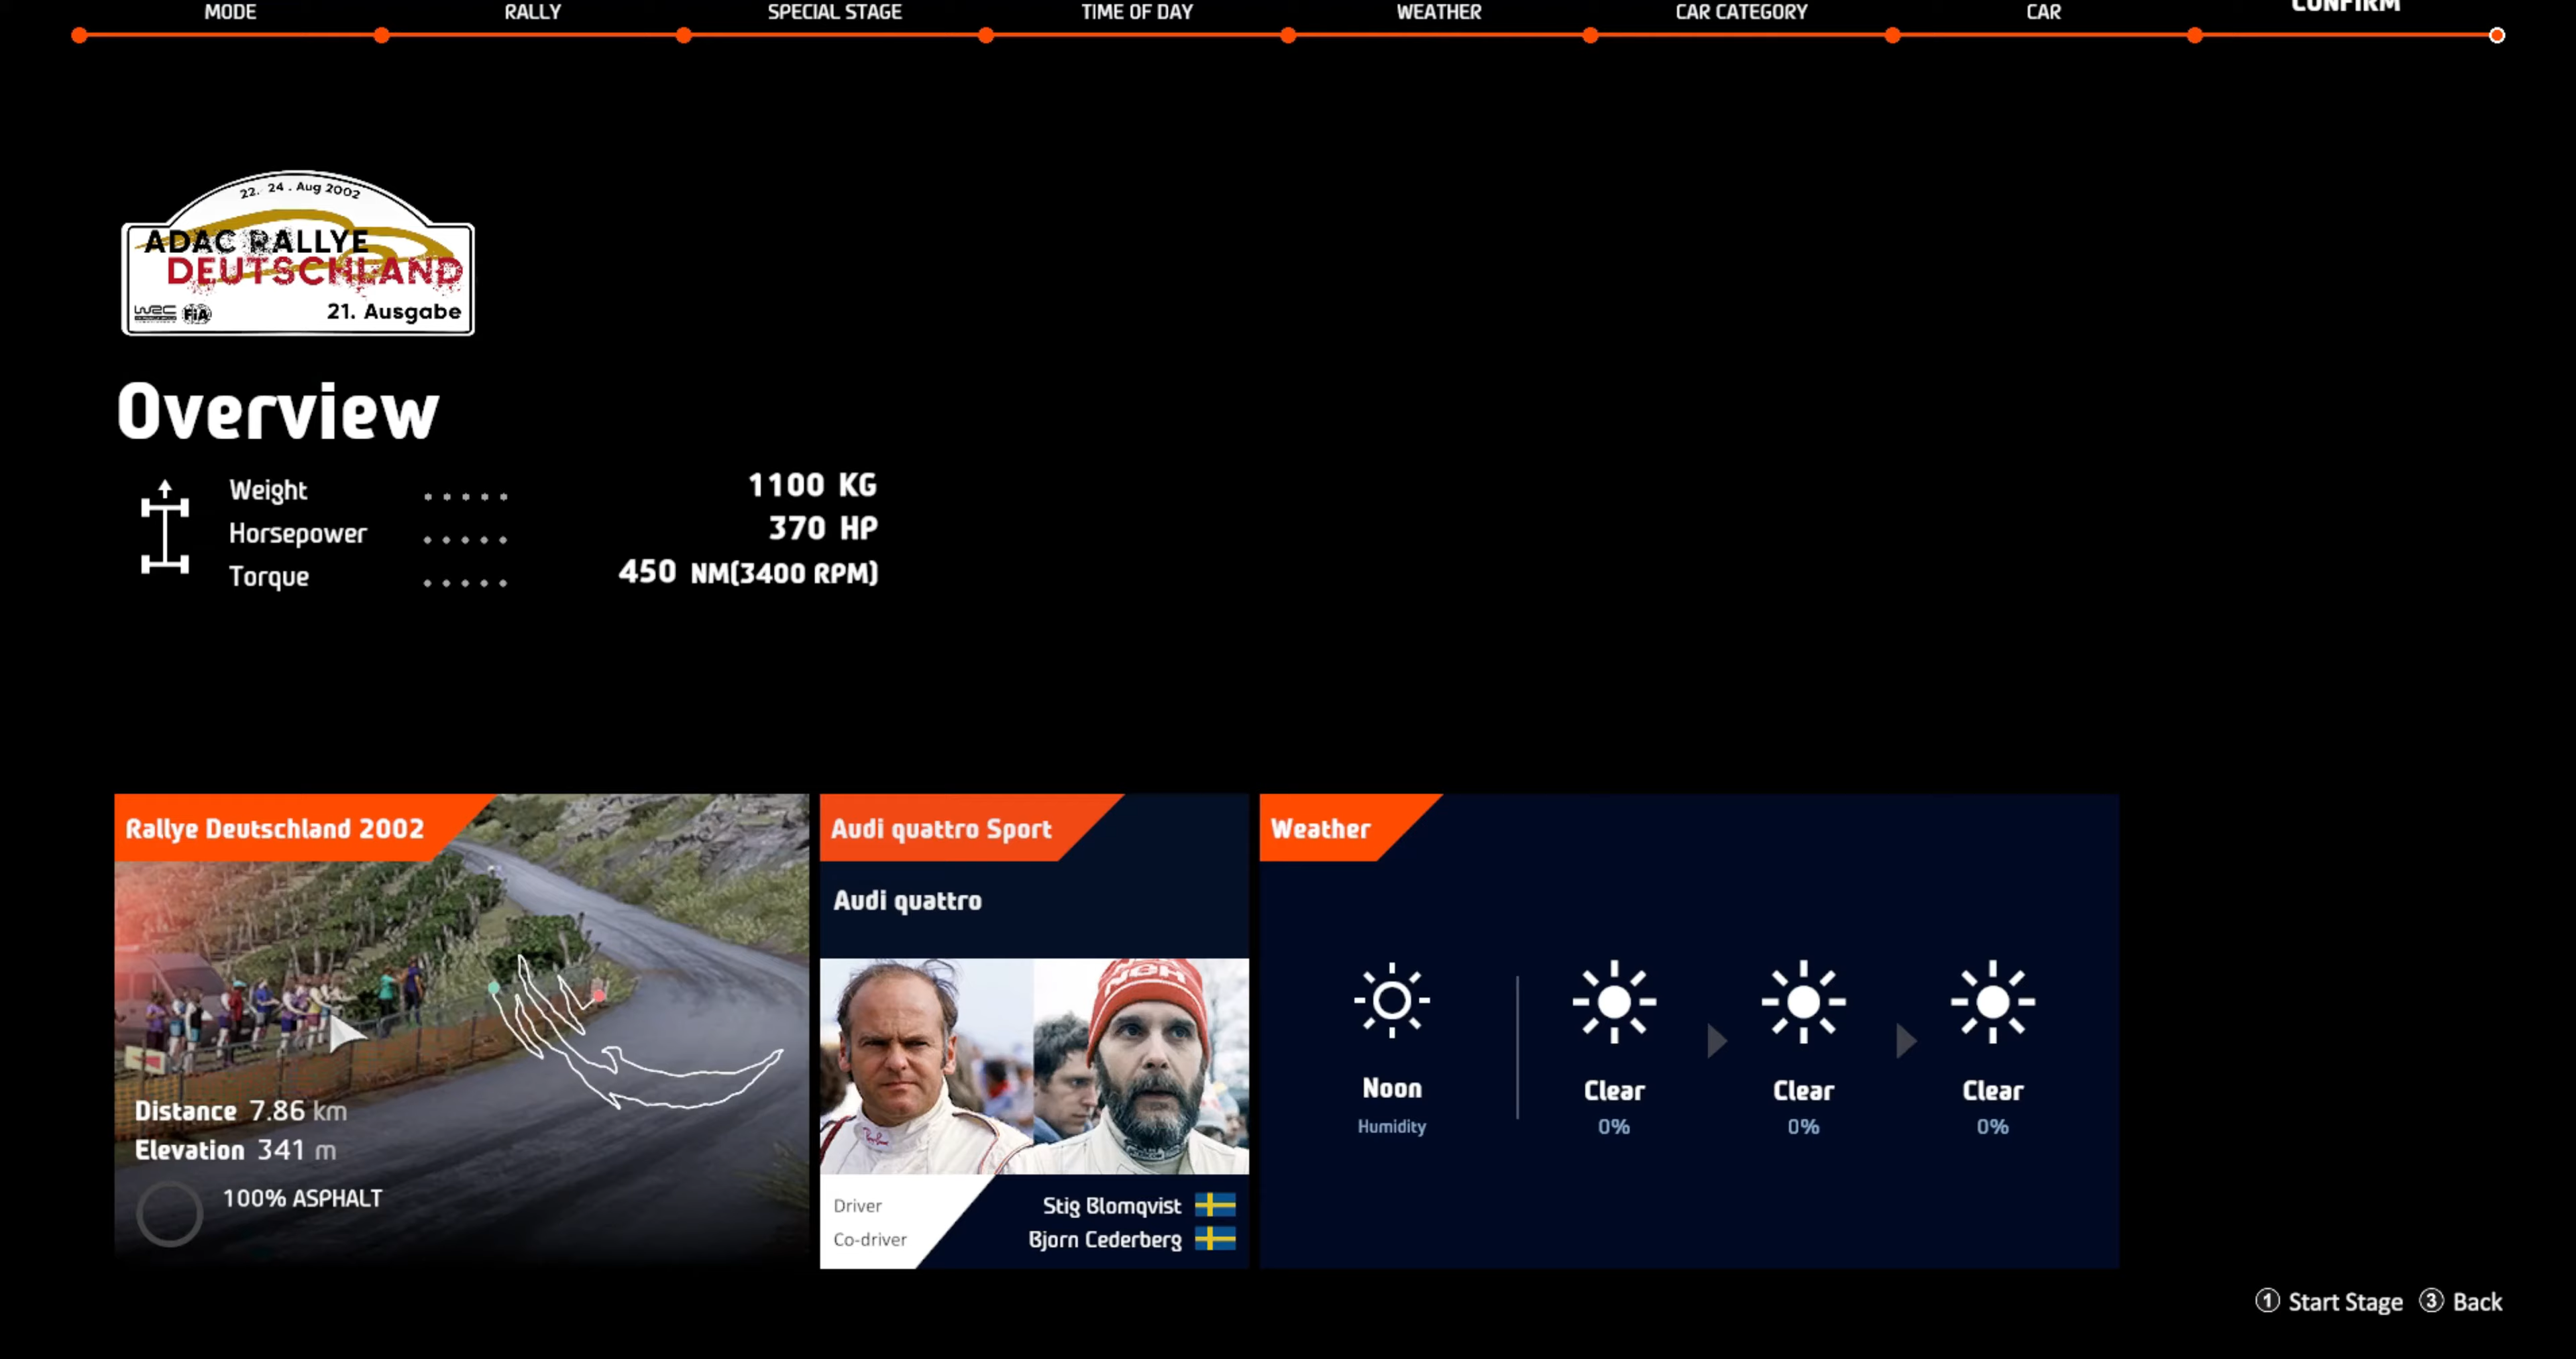 MODE
RALLY
SPECIAL STAGE
TIME OF DAY
WEATHER
CAR CATEGORY
CAR
CONFIRM
22. 24. Aug 2002
ADAC RALLYE
DEUTSCHLAND
WRC FIA 21. Ausgabe
Overview
Weight ..... 1100 KG
Horsepower ..... 370 HP
Torque ..... 450 NM(3400 RPM)
Rallye Deutschland 2002
Distance 7.86 km
Elevation 341 m
100% ASPHALT
Audi quattro Sport
Audi quattro
Driver Stig Blomqvist
Co-driver Bjorn Cederberg
Weather
Noon
Humidity
Clear
0%
Clear
0%
Clear
0%
1 Start Stage 3 Back